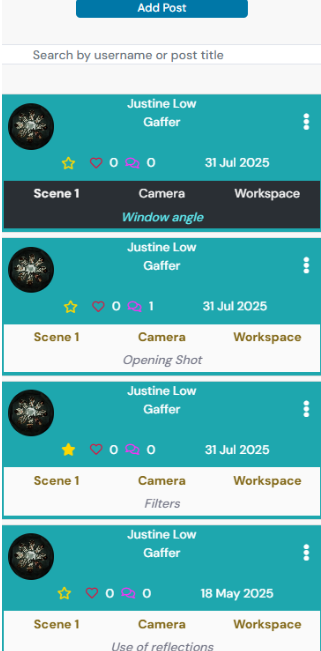 Add Post
Search by username or post title
Justine Low
Gaffer
0 0 31 Jul 2025
Scene 1 Camera Workspace
Window angle
Justine Low
Gaffer
0 1 31 Jul 2025
Scene 1 Camera Workspace
Opening Shot
Justine Low
Gaffer
0 0 31 Jul 2025
Scene 1 Camera Workspace
Filters
Justine Low
Gaffer
0 0 18 May 2025
Scene 1 Camera Workspace
Use of reflections